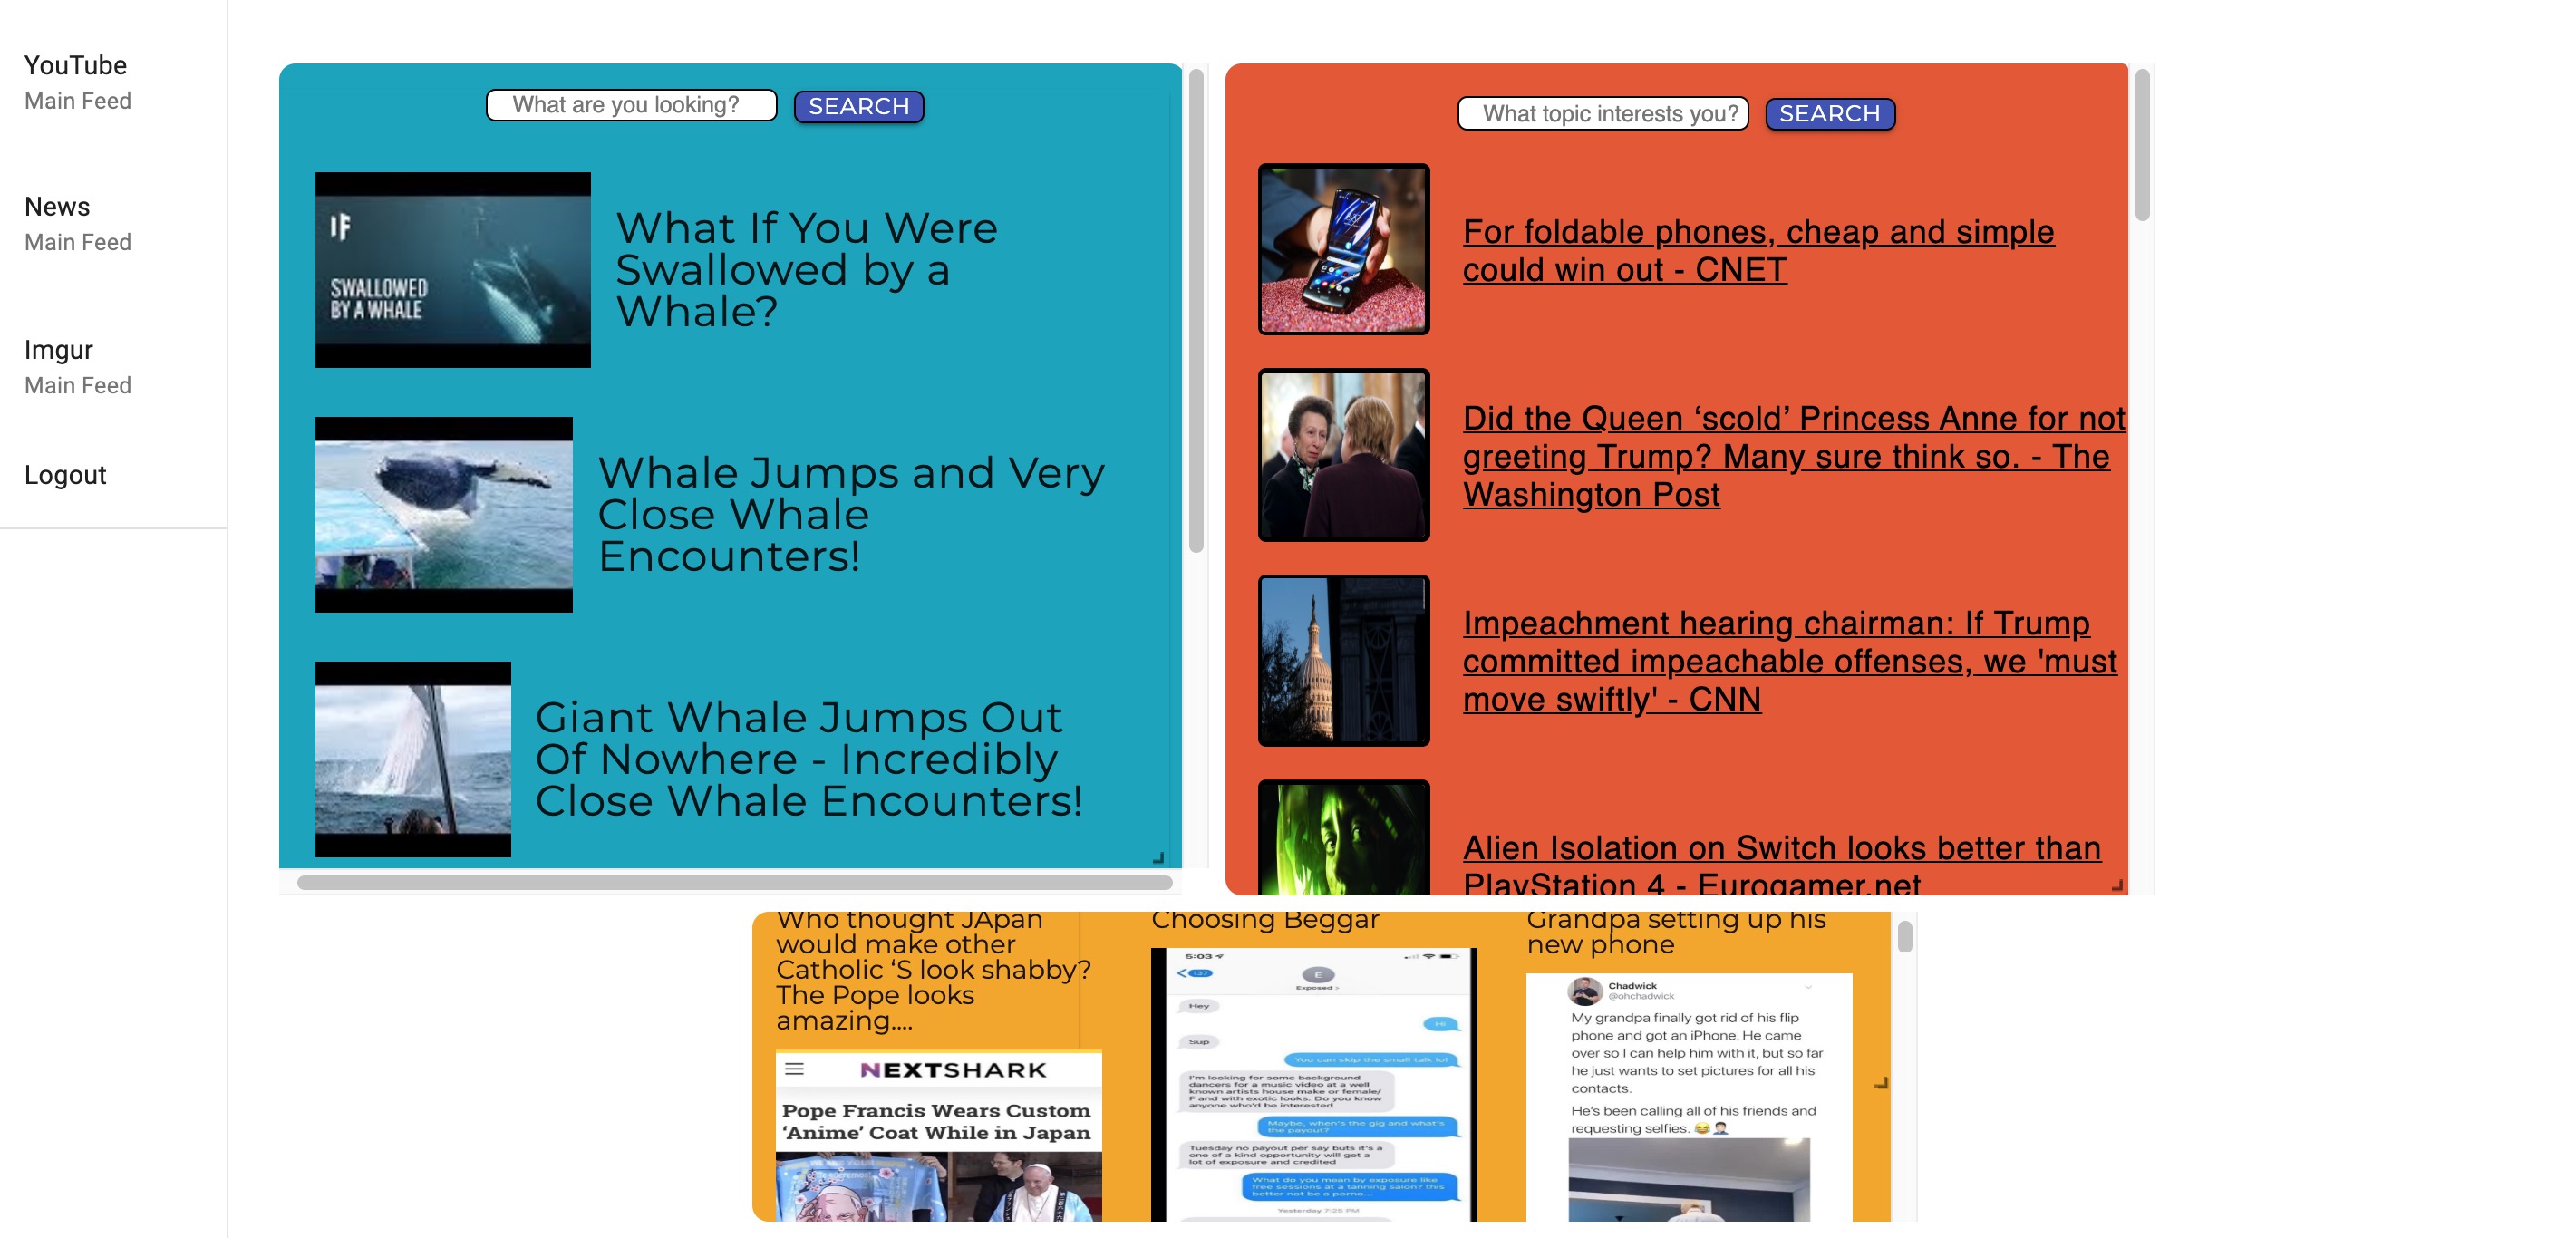 YouTube
Main Feed
News
Main Feed
Imgur
Main Feed
Logout
What are you looking?
SEARCH
IF
SWALLOWED
BY A WHALE
What If You Were
Swallowed by a
Whale?
Whale Jumps and Very
Close Whale
Encounters!
Giant Whale Jumps Out
Of Nowhere - Incredibly
Close Whale Encounters!
What topic interests you?
SEARCH
For foldable phones, cheap and simple
could win out - CNET
Did the Queen ‘scold’ Princess Anne for not
greeting Trump? Many sure think so. - The
Washington Post
Impeachment hearing chairman: If Trump
committed impeachable offenses, we 'must
move swiftly' - CNN
Alien Isolation on Switch looks better than
PlayStation 4 - Eurogamer.net
Who thought JApan
would make other
Catholic ‘S look shabby?
The Pope looks
amazing....
NEXTSHARK
Pope Francis Wears Custom
‘Anime’ Coat While in Japan
Choosing Beggar
5:03
137
E
Exposed >
Hey
Hi
Sup
You can skip the small talk lol
I'm looking for some background
dancers for a music video at a well
known artists house make or female/
F and with exotic looks. Do you know
anyone who'd be interested
Maybe, when's the gig and what's
the payout?
Tuesday no payout per say buts it's a
one of a kind opportunity will get a
lot of exposure and credited
What do you mean by exposure like
free sessions at a tanning salon? this
better not be a porno...
Yesterday 7:25 PM
Grandpa setting up his
new phone
Chadwick
@ohchadwick
My grandpa finally got rid of his flip
phone and got an iPhone. He came
over so I can help him with it, but so far
he just wants to set pictures for all his
contacts.
He's been calling all of his friends and
requesting selfies. 😂🤦🏻‍♂️